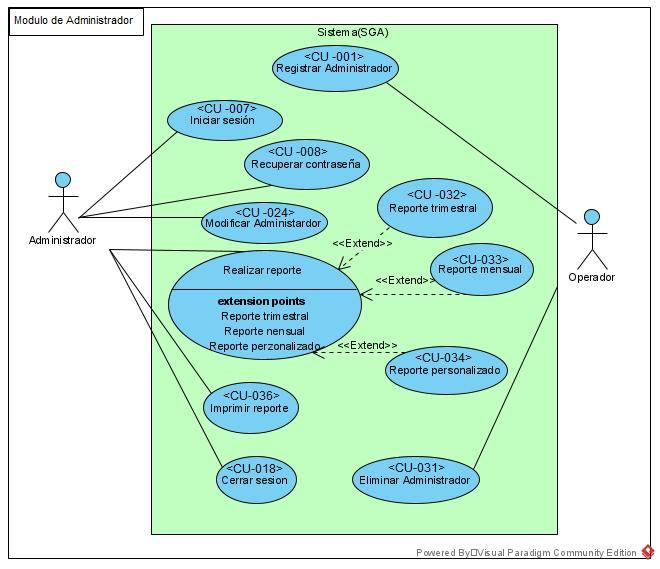 Modulo de Administrador
Sistema(SGA)
<CU -001>
Registrar Administrador
<CU -007>
Iniciar sesión
<CU -008>
Recuperar contraseña
<CU -024>
Modificar Administardor
<CU -032>
Reporte trimestral
<<Extend>>
<CU-033>
Reporte mensual
<<Extend>>
Administrador
Operador
Realizar reporte
extension points
Reporte trimestral
Reporte nensual
Reporte perzonalizado
<<Extend>>
<CU-034>
Reporte personalizado
<CU-036>
Imprimir reporte
<CU-018>
Cerrar sesion
<CU-031>
Eliminar Administrador
Powered By Visual Paradigm Community Edition